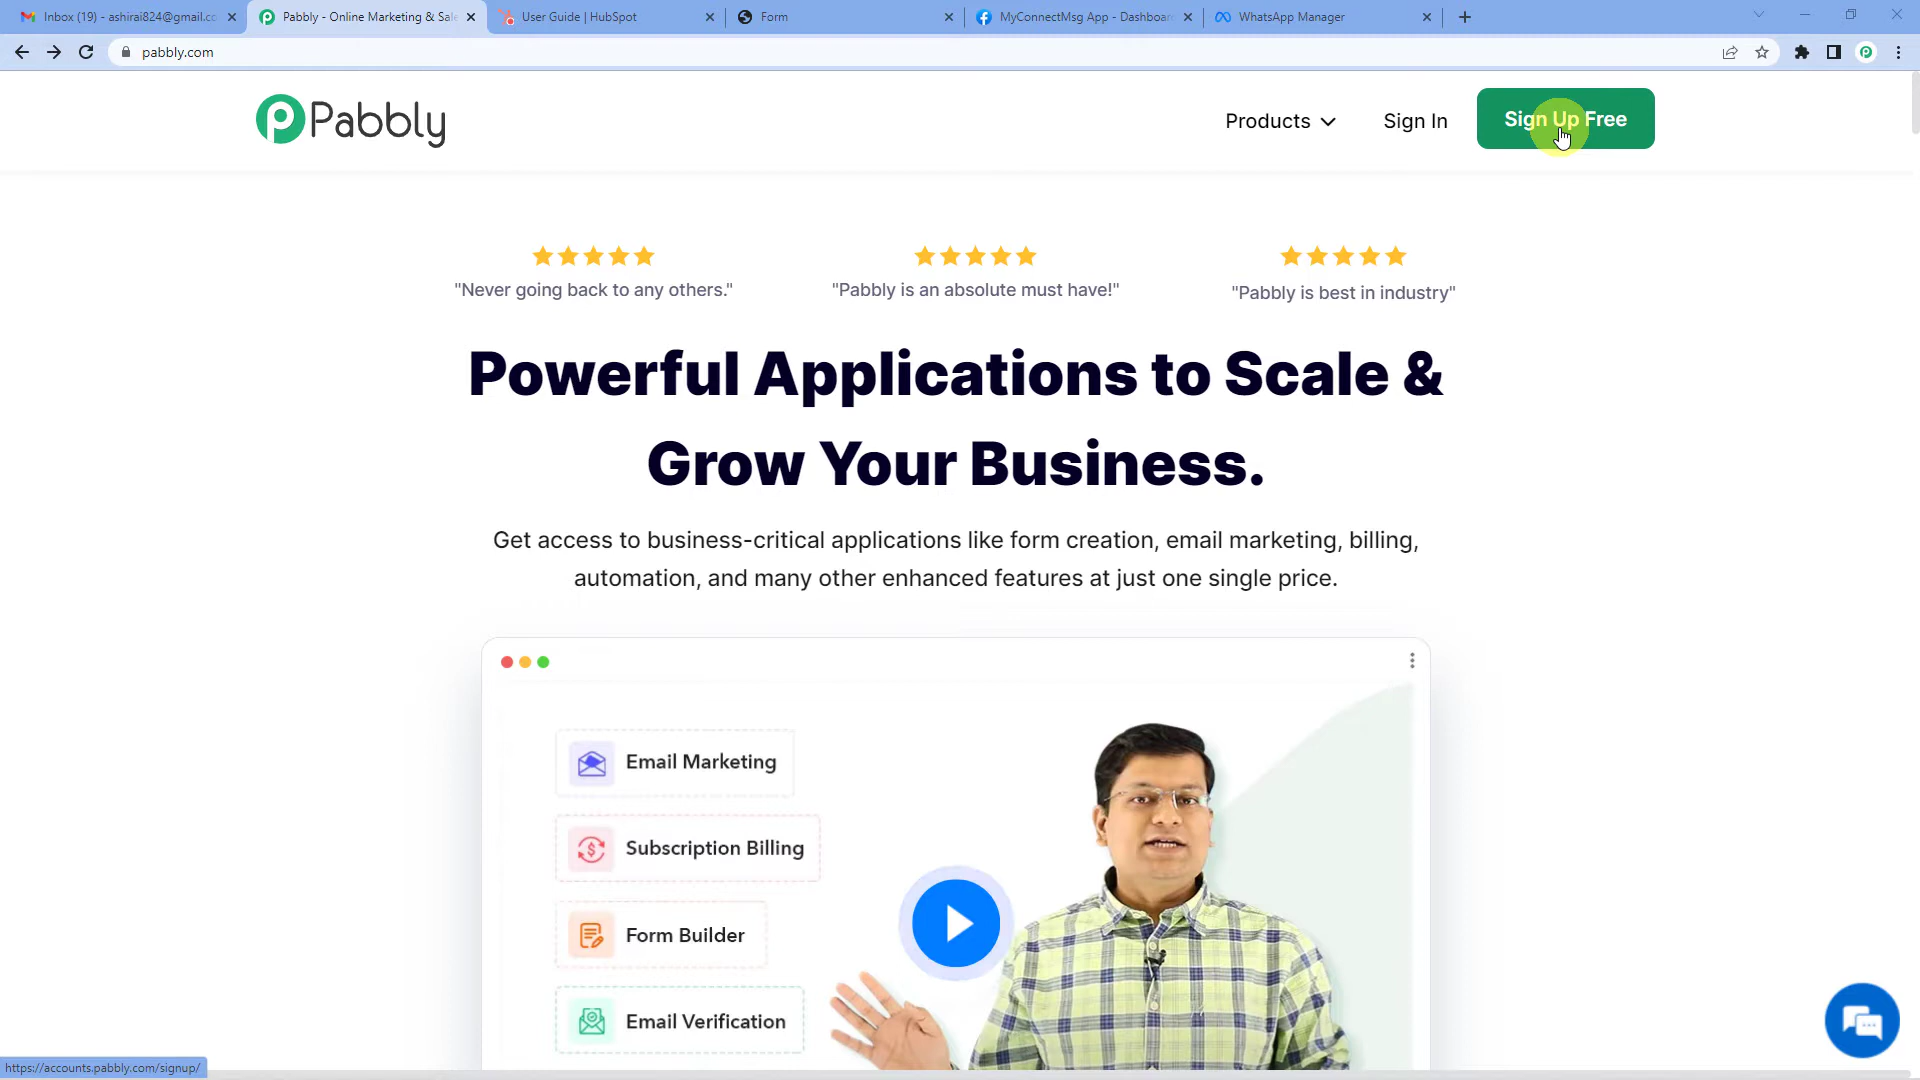 Inbox (19) - ashirai824@gmail.co
Pabbly - Online Marketing & Sale
User Guide | HubSpot
Form
MyConnectMsg App - Dashboar
WhatsApp Manager
pabbly.com
Pabbly
Products
Sign In
Sign Up Free
"Never going back to any others."
"Pabbly is an absolute must have!"
"Pabbly is best in industry"
Powerful Applications to Scale &
Grow Your Business.
Get access to business-critical applications like form creation, email marketing, billing,
automation, and many other enhanced features at just one single price.
Email Marketing
Subscription Billing
Form Builder
Email Verification
https://accounts.pabbly.com/signup/